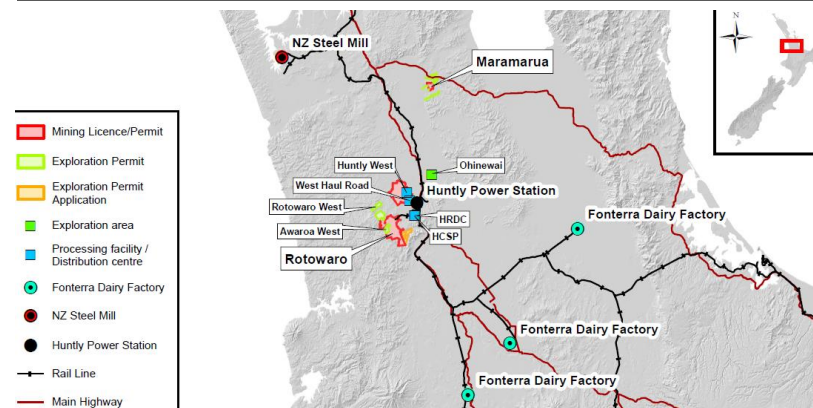 NZ Steel Mill
Maramarua
N
Mining Licence/Permit
Exploration Permit
Exploration Permit
Application
Exploration area
Processing facility /
Distribution centre
Fonterra Dairy Factory
NZ Steel Mill
Huntly Power Station
Rail Line
Main Highway
Huntly West
Ohinewai
West Haul Road
Huntly Power Station
Rotowaro West
HRDC
Awaroa West
HCSP
Rotowaro
Fonterra Dairy Factory
Fonterra Dairy Factory
Fonterra Dairy Factory